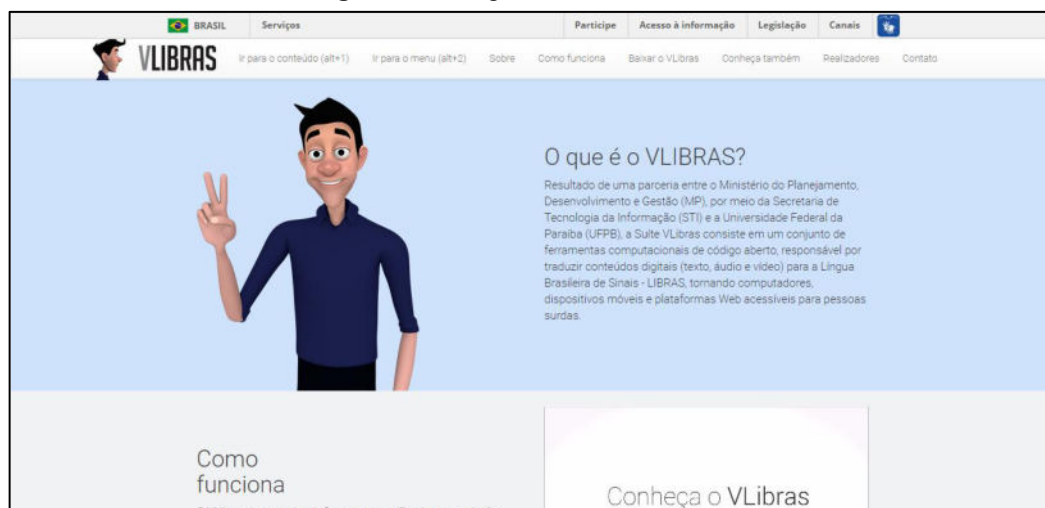 BRASIL Serviços Participe Acesso à informação Legislação Canais
VLIBRAS Ir para o conteúdo (alt+1) Ir para o menu (alt+2) Sobre Como funciona Baixar o VLibras Conheça também Realizadores Contato
O que é o VLIBRAS?
Resultado de uma parceria entre o Ministério do Planejamento,
Desenvolvimento e Gestão (MP), por meio da Secretaria de
Tecnologia da Informação (STI) e a Universidade Federal da
Paraíba (UFPB), a Suíte VLibras consiste em um conjunto de
ferramentas computacionais de código aberto, responsável por
traduzir conteúdos digitais (texto, áudio e vídeo) para a Língua
Brasileira de Sinais - LIBRAS, tornando computadores,
dispositivos móveis e plataformas Web acessíveis para pessoas
surdas.
Como
funciona
Conheça o VLibras